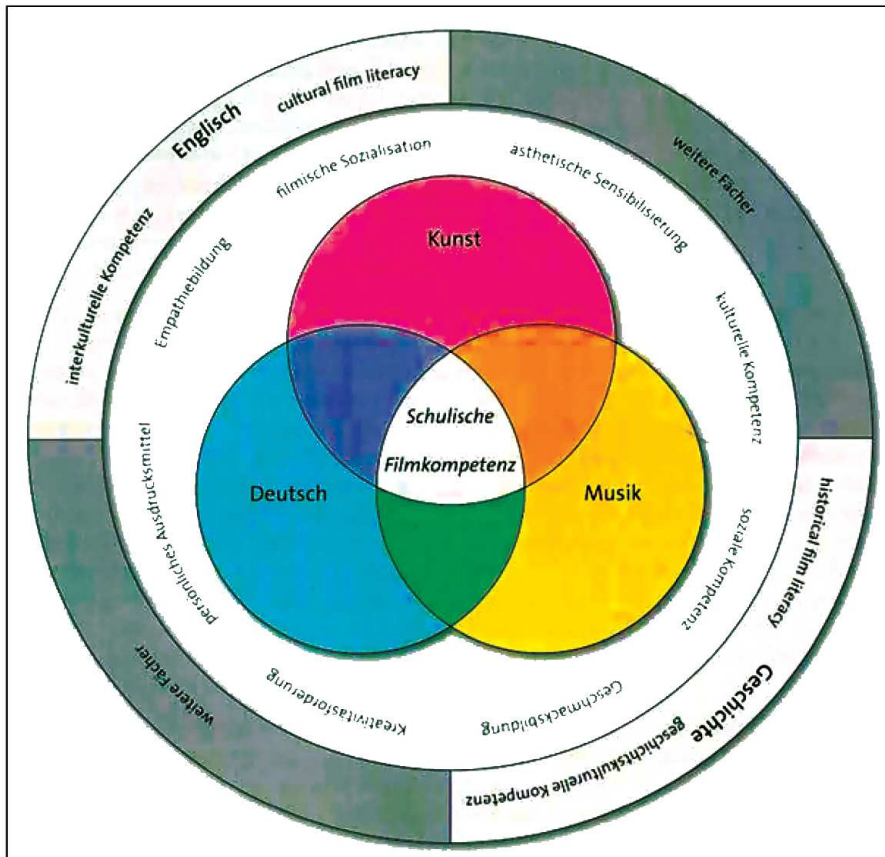 Englisch
cultural film literacy
interkulturelle Kompetenz
weitere Fächer
filmische Sozialisation
ästhetische Sensibilisierung
Empathiebildung
kulturelle Kompetenz
Kunst
Schulische
Filmkompetenz
Deutsch
Musik
persönliches Ausdrucksmittel
soziale Kompetenz
historical film literacy
Kreativitätsförderung
Geschmacksbildung
weitere Fächer
Geschichte
geschichtskulturelle Kompetenz